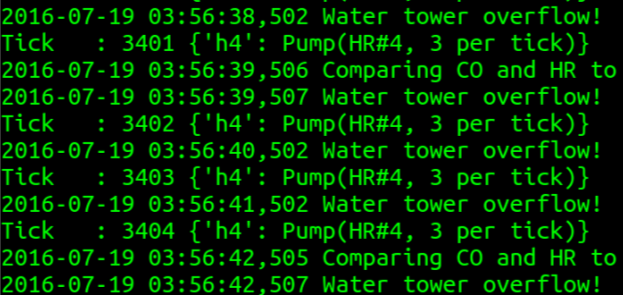 2016-07-19 03:56:38,502 Water tower overflow!
Tick   : 3401 {'h4': Pump(HR#4, 3 per tick)}
2016-07-19 03:56:39,506 Comparing CO and HR to
2016-07-19 03:56:39,507 Water tower overflow!
Tick   : 3402 {'h4': Pump(HR#4, 3 per tick)}
2016-07-19 03:56:40,502 Water tower overflow!
Tick   : 3403 {'h4': Pump(HR#4, 3 per tick)}
2016-07-19 03:56:41,502 Water tower overflow!
Tick   : 3404 {'h4': Pump(HR#4, 3 per tick)}
2016-07-19 03:56:42,505 Comparing CO and HR to
2016-07-19 03:56:42,507 Water tower overflow!